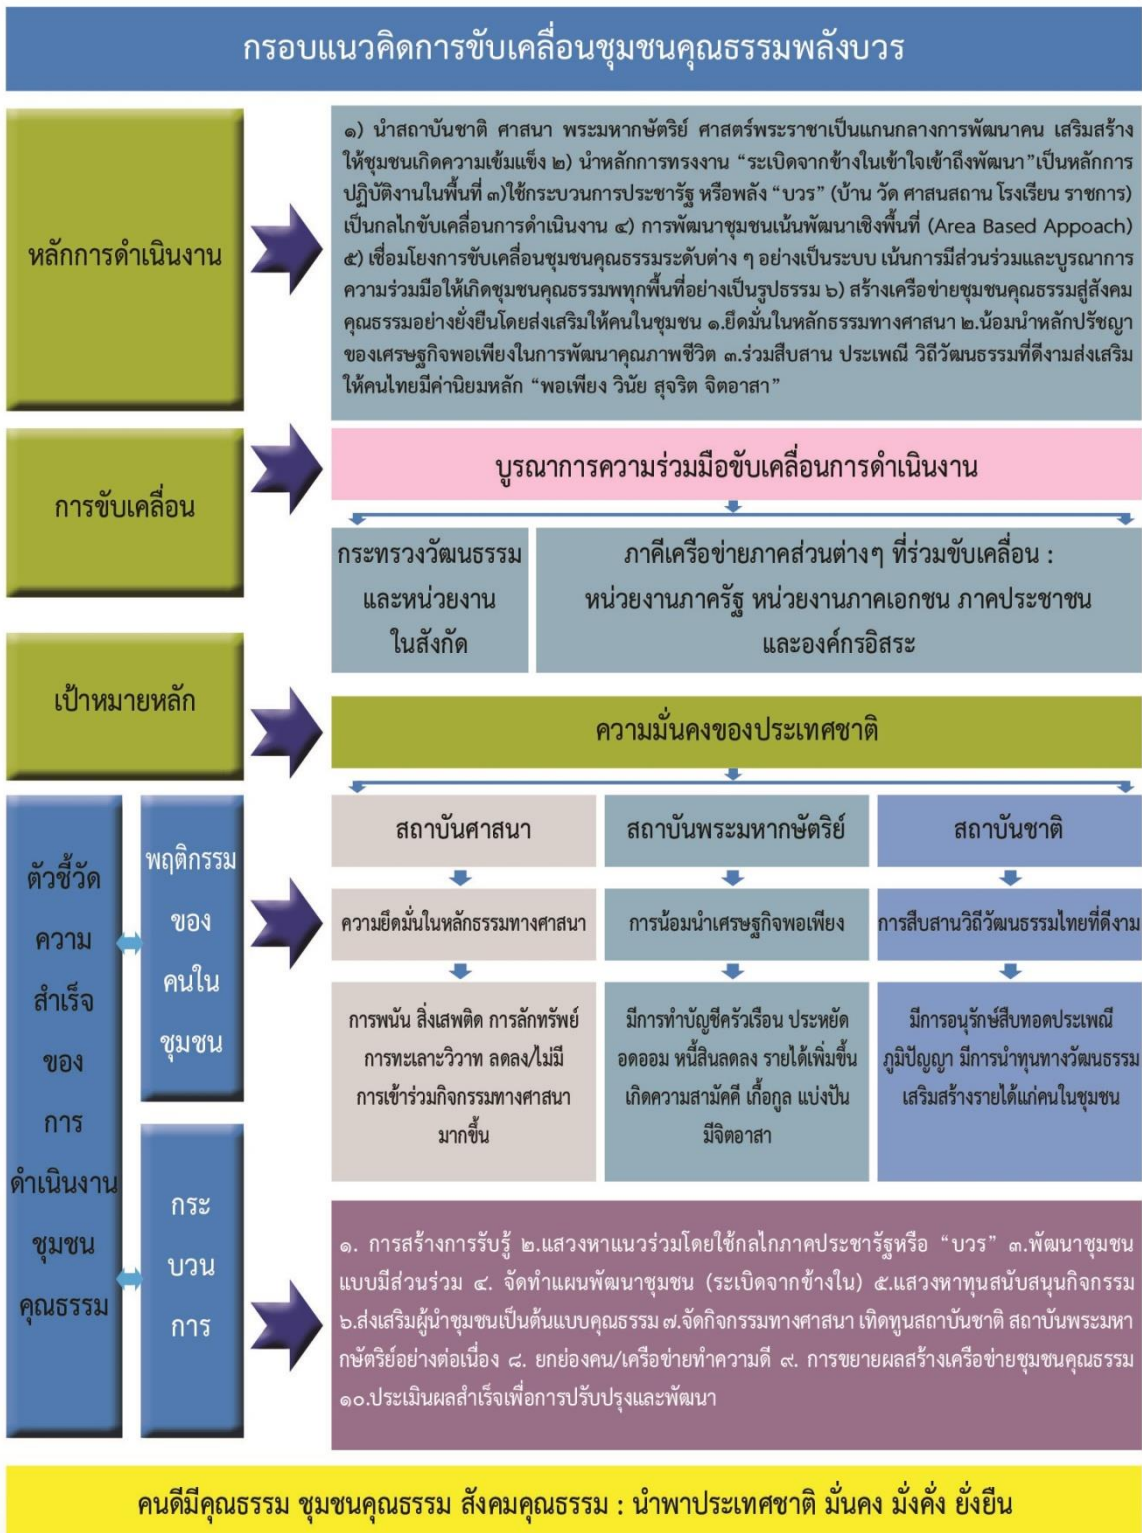 กรอบแนวคิดการขับเคลื่อนชุมชนคุณธรรมพลังบวร
หลักการดำเนินงาน
๑) นำสถาบันชาติ ศาสนา พระมหากษัตริย์ ศาสตร์พระราชาเป็นแกนกลางการพัฒนาคน เสริมสร้าง
ให้ชุมชนเกิดความเข้มแข็ง ๒) นำหลักการทรงงาน “ระเบิดจากข้างในเข้าใจเข้าถึงพัฒนา”เป็นหลักการ
ปฏิบัติงานในพื้นที่ ๓)ใช้กระบวนการประชารัฐ หรือพลัง “บวร” (บ้าน วัด ศาสนสถาน โรงเรียน ราชการ)
เป็นกลไกขับเคลื่อนการดำเนินงาน ๔) การพัฒนาชุมชนเน้นพัฒนาเชิงพื้นที่ (Area Based Appoach)
๕) เชื่อมโยงการขับเคลื่อนชุมชนคุณธรรมระดับต่าง ๆ อย่างเป็นระบบ เน้นการมีส่วนร่วมและบูรณาการ
ความร่วมมือให้เกิดชุมชนคุณธรรมพทุกพื้นที่อย่างเป็นรูปธรรม ๖) สร้างเครือข่ายชุมชนคุณธรรมสู่สังคม
คุณธรรมอย่างยั่งยืนโดยส่งเสริมให้คนในชุมชน ๑.ยึดมั่นในหลักธรรมทางศาสนา ๒.น้อมนำหลักปรัชญา
ของเศรษฐกิจพอเพียงในการพัฒนาคุณภาพชีวิต ๓.ร่วมสืบสาน ประเพณี วิถีวัฒนธรรมที่ดีงามส่งเสริม
ให้คนไทยมีค่านิยมหลัก “พอเพียง วินัย สุจริต จิตอาสา”
การขับเคลื่อน
บูรณาการความร่วมมือขับเคลื่อนการดำเนินงาน
กระทรวงวัฒนธรรม
และหน่วยงาน
ในสังกัด
ภาคีเครือข่ายภาคส่วนต่างๆ ที่ร่วมขับเคลื่อน :
หน่วยงานภาครัฐ หน่วยงานภาคเอกชน ภาคประชาชน
และองค์กรอิสระ
เป้าหมายหลัก
ความมั่นคงของประเทศชาติ
ตัวชี้วัด
ความ
สำเร็จ
ของ
การ
ดำเนินงาน
ชุมชน
คุณธรรม
พฤติกรรม
ของ
คนใน
ชุมชน
สถาบันศาสนา
ความยึดมั่นในหลักธรรมทางศาสนา
การพนัน สิ่งเสพติด การลักทรัพย์
การทะเลาะวิวาท ลดลง/ไม่มี
การเข้าร่วมกิจกรรมทางศาสนา
มากขึ้น
สถาบันพระมหากษัตริย์
การน้อมนำเศรษฐกิจพอเพียง
มีการทำบัญชีครัวเรือน ประหยัด
อดออม หนี้สินลดลง รายได้เพิ่มขึ้น
เกิดความสามัคคี เกื้อกูล แบ่งปัน
มีจิตอาสา
สถาบันชาติ
การสืบสานวิถีวัฒนธรรมไทยที่ดีงาม
มีการอนุรักษ์สืบทอดประเพณี
ภูมิปัญญา มีการนำทุนทางวัฒนธรรม
เสริมสร้างรายได้แก่คนในชุมชน
กระ
บวน
การ
๑. การสร้างการรับรู้ ๒.แสวงหาแนวร่วมโดยใช้กลไกภาคประชารัฐหรือ “บวร” ๓.พัฒนาชุมชน
แบบมีส่วนร่วม ๔. จัดทำแผนพัฒนาชุมชน (ระเบิดจากข้างใน) ๕.แสวงหาทุนสนับสนุนกิจกรรม
๖.ส่งเสริมผู้นำชุมชนเป็นต้นแบบคุณธรรม ๗.จัดกิจกรรมทางศาสนา เทิดทูนสถาบันชาติ สถาบันพระมหา
กษัตริย์อย่างต่อเนื่อง ๘. ยกย่องคน/เครือข่ายทำความดี ๙. การขยายผลสร้างเครือข่ายชุมชนคุณธรรม
๑๐.ประเมินผลสำเร็จเพื่อการปรับปรุงและพัฒนา
คนดีมีคุณธรรม ชุมชนคุณธรรม สังคมคุณธรรม : นำพาประเทศชาติ มั่นคง มั่งคั่ง ยั่งยืน